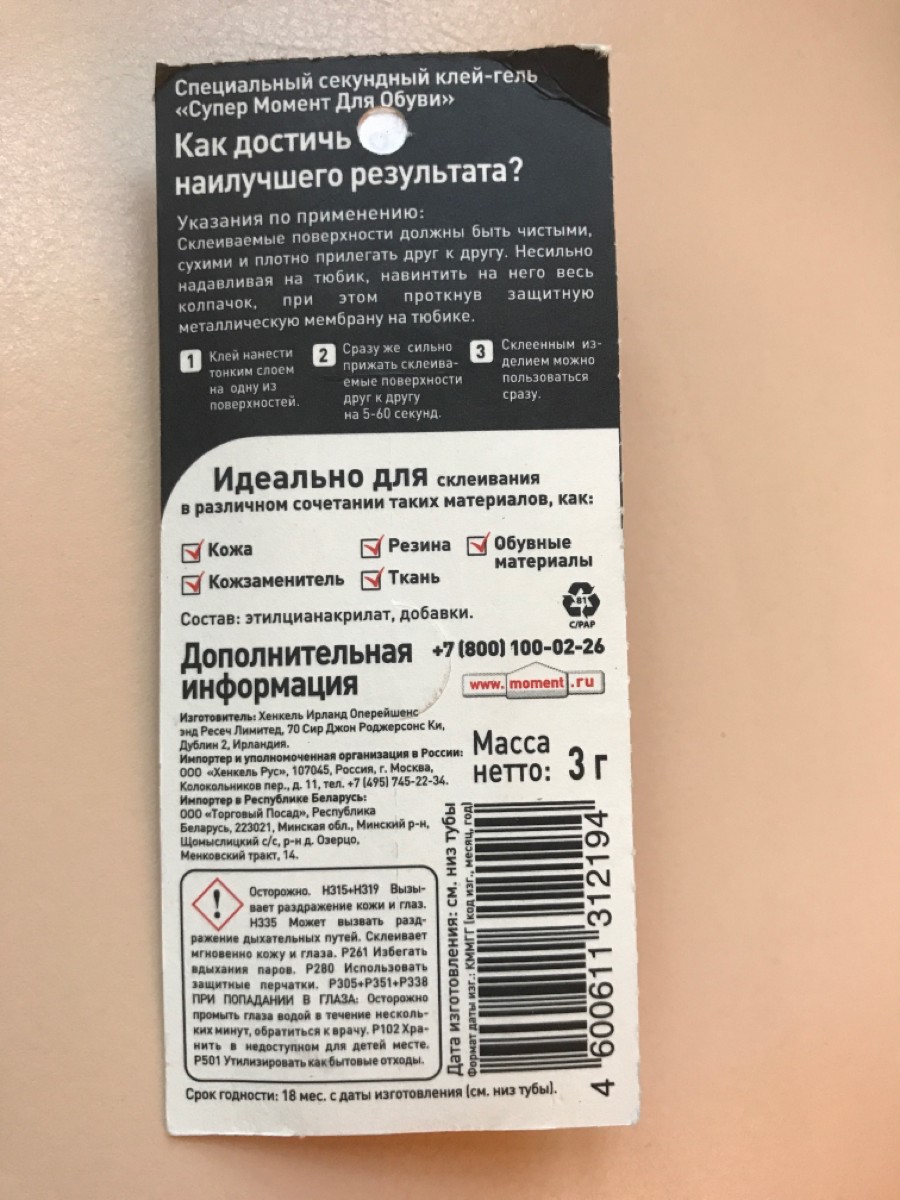 Специальный секундный клей-гель
«Супер Момент Для Обуви»
Как достичь
наилучшего результата?
Указания по применению:
Склеиваемые поверхности должны быть чистыми,
сухими и плотно прилегать друг к другу. Несильно
надавливая на тюбик, навинтить на него весь
колпачок, при этом проткнув защитную
металлическую мембрану на тюбике.
1
Клей нанести
тонким слоем
на одну из
поверхностей.
2
Сразу же сильно
прижать склеива-
емые поверхности
друг к другу
на 5-60 секунд.
3
Склеенным из-
делием можно
пользоваться
сразу.
Идеально для склеивания
в различном сочетании таких материалов, как:
Кожа
Резина
Обувные
материалы
Кожзаменитель
Ткань
Состав: этилцианакрилат, добавки.
81
C/PAP
Дополнительная
информация
+7 (800) 100-02-26
www.moment.ru
Изготовитель: Хенкель Ирланд Оперейшенс
энд Ресеч Лимитед, 70 Сир Джон Роджерсонс Ки,
Дублин 2, Ирландия.
Импортер и уполномоченная организация в России:
ООО «Хенкель Рус», 107045, Россия, г. Москва,
Колокольников пер., д. 11, тел. +7 (495) 745-22-34.
Импортер в Республике Беларусь:
ООО «Торговый Посад», Республика
Беларусь, 223021, Минская обл., Минский р-н,
Щомыслицкий с/с, р-н д. Озерцо,
Менковский тракт, 14.
Масса
нетто: 3 г
Осторожно. H315+H319 Вызы-
вает раздражение кожи и глаз.
H335 Может вызвать разд-
ражение дыхательных путей. Склеивает
мгновенно кожу и глаза. P261 Избегать
вдыхания паров. P280 Использовать
защитные перчатки. P305+P351+P338
ПРИ ПОПАДАНИИ В ГЛАЗА: Осторожно
промыть глаза водой в течение несколь-
ких минут, обратиться к врачу. P102 Хра-
нить в недоступном для детей месте.
P501 Утилизировать как бытовые отходы.
Дата изготовления: см. низ тубы
Формат даты изг.: КММГГ (код изг., месяц, год)
4 600611 312194
Срок годности: 18 мес. с даты изготовления (см. низ тубы).